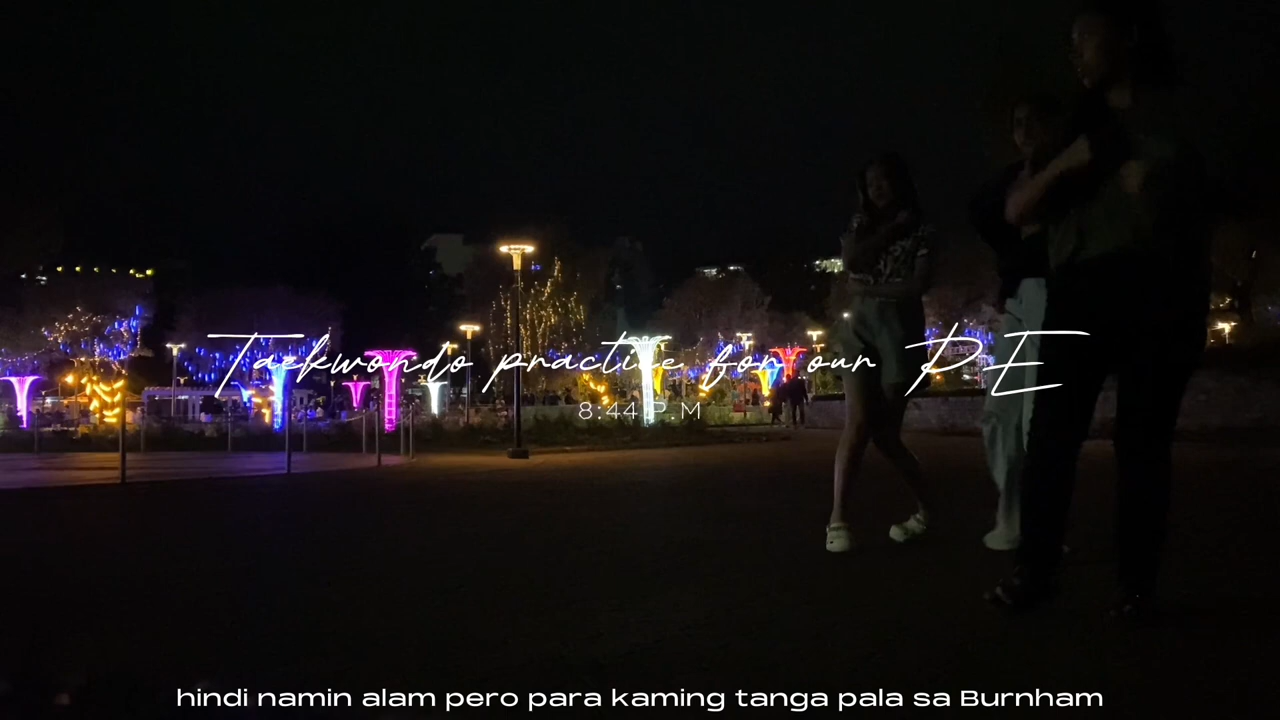 Taekwondo practice for our PE
8:44 P.M
hindi namin alam pero para kaming tanga pala sa Burnham